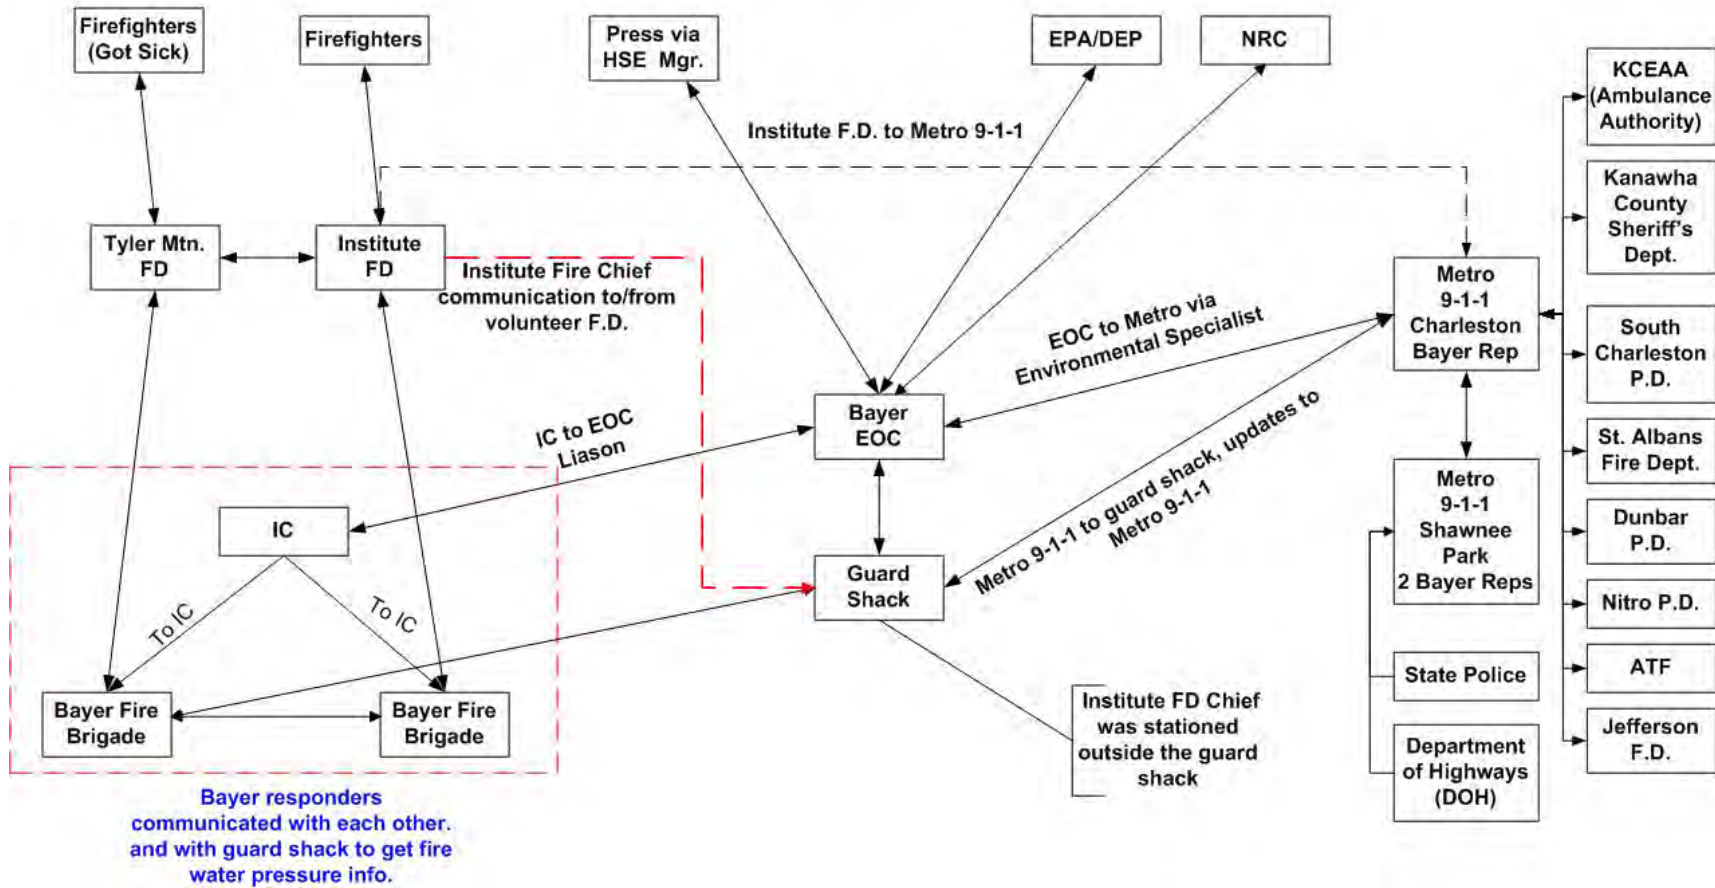 Firefighters
(Got Sick)
Firefighters
Press via
HSE Mgr.
EPA/DEP
NRC
KCEAA
(Ambulance
Authority)
Institute F.D. to Metro 9-1-1
Kanawha
County
Sheriff's
Dept.
Tyler Mtn.
FD
Institute
FD
Institute Fire Chief
communication to/from
volunteer F.D.
Metro
9-1-1
Charleston
Bayer Rep
EOC to Metro via
Environmental Specialist
South
Charleston
P.D.
Bayer
EOC
IC to EOC
Liason
Metro 9-1-1 to guard shack, updates to
Metro 9-1-1
St. Albans
Fire Dept.
Metro
9-1-1
Shawnee
Park
2 Bayer Reps
IC
Dunbar
P.D.
Guard
Shack
To IC
To IC
Nitro P.D.
State Police
ATF
Bayer Fire
Brigade
Bayer Fire
Brigade
Institute FD Chief
was stationed
outside the guard
shack
Department
of Highways
(DOH)
Jefferson
F.D.
Bayer responders
communicated with each other.
and with guard shack to get fire
water pressure info.